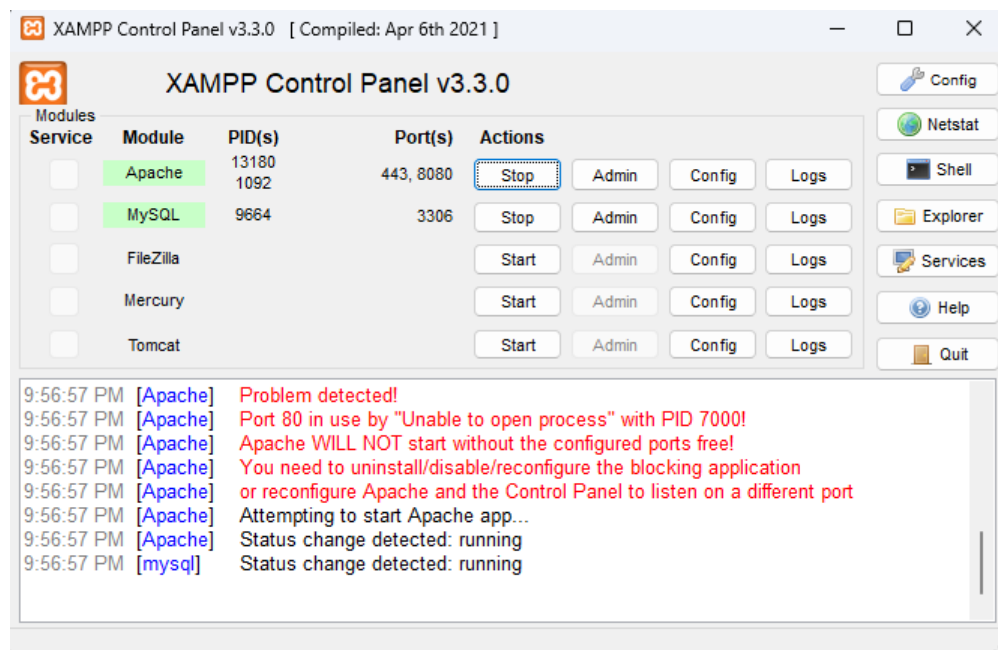 XAMPP Control Panel v3.3.0 [ Compiled: Apr 6th 2021 ]
XAMPP Control Panel v3.3.0
Config
Modules
Service Module PID(s) Port(s) Actions
Netstat
Apache 13180 1092 443, 8080 Stop Admin Config Logs
Shell
MySQL 9664 3306 Stop Admin Config Logs
Explorer
FileZilla Start Admin Config Logs
Services
Mercury Start Admin Config Logs
Help
Tomcat Start Admin Config Logs
Quit
9:56:57 PM [Apache] Problem detected!
9:56:57 PM [Apache] Port 80 in use by "Unable to open process" with PID 7000!
9:56:57 PM [Apache] Apache WILL NOT start without the configured ports free!
9:56:57 PM [Apache] You need to uninstall/disable/reconfigure the blocking application
9:56:57 PM [Apache] or reconfigure Apache and the Control Panel to listen on a different port
9:56:57 PM [Apache] Attempting to start Apache app...
9:56:57 PM [Apache] Status change detected: running
9:56:57 PM [mysql] Status change detected: running